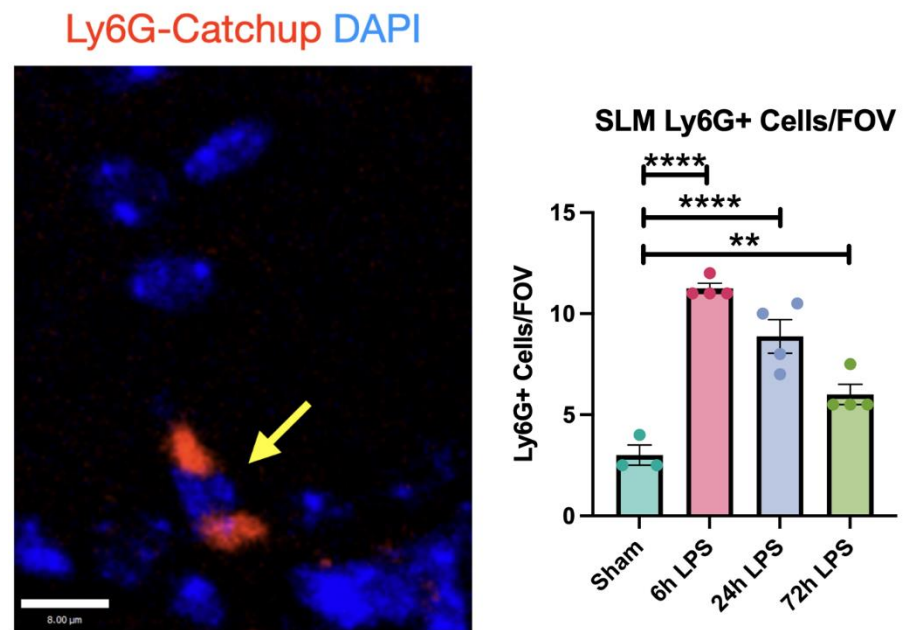 Ly6G-Catchup DAPI
8.00 µm
SLM Ly6G+ Cells/FOV
****
****
**
15
10
5
0
Ly6G+ Cells/FOV
Sham
6h LPS
24h LPS
72h LPS